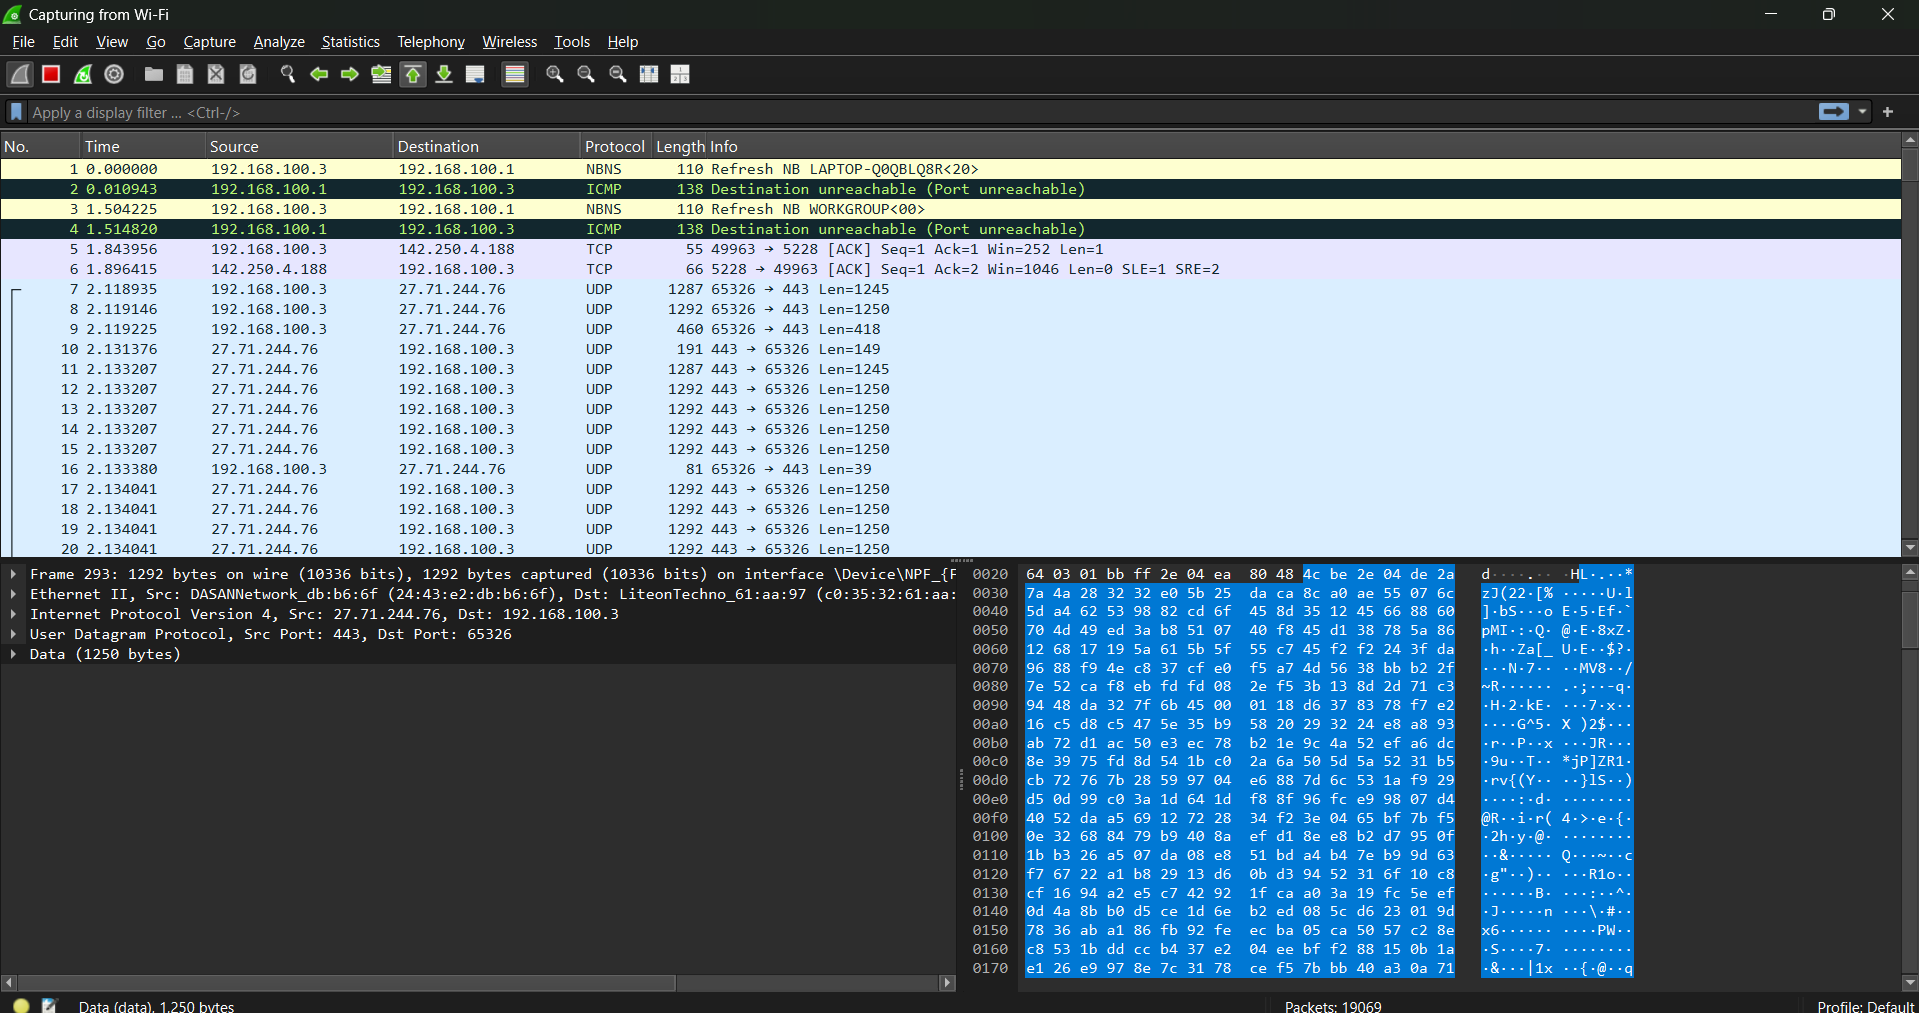 Capturing from Wi-Fi
File Edit View Go Capture Analyze Statistics Telephony Wireless Tools Help
Apply a display filter ... <Ctrl-/>
No. Time Source Destination Protocol Length Info
1 0.000000 192.168.100.3 192.168.100.1 NBNS 110 Refresh NB LAPTOP-Q0QBLQ8R<20>
2 0.010943 192.168.100.1 192.168.100.3 ICMP 138 Destination unreachable (Port unreachable)
3 1.504225 192.168.100.3 192.168.100.1 NBNS 110 Refresh NB WORKGROUP<00>
4 1.514820 192.168.100.1 192.168.100.3 ICMP 138 Destination unreachable (Port unreachable)
5 1.843956 192.168.100.3 142.250.4.188 TCP 55 49963 → 5228 [ACK] Seq=1 Ack=1 Win=252 Len=1
6 1.896415 142.250.4.188 192.168.100.3 TCP 66 5228 → 49963 [ACK] Seq=1 Ack=2 Win=1046 Len=0 SLE=1 SRE=2
7 2.118935 192.168.100.3 27.71.244.76 UDP 1287 65326 → 443 Len=1245
8 2.119146 192.168.100.3 27.71.244.76 UDP 1292 65326 → 443 Len=1250
9 2.119225 192.168.100.3 27.71.244.76 UDP 460 65326 → 443 Len=418
10 2.131376 27.71.244.76 192.168.100.3 UDP 191 443 → 65326 Len=149
11 2.133207 27.71.244.76 192.168.100.3 UDP 1287 443 → 65326 Len=1245
12 2.133207 27.71.244.76 192.168.100.3 UDP 1292 443 → 65326 Len=1250
13 2.133207 27.71.244.76 192.168.100.3 UDP 1292 443 → 65326 Len=1250
14 2.133207 27.71.244.76 192.168.100.3 UDP 1292 443 → 65326 Len=1250
15 2.133207 27.71.244.76 192.168.100.3 UDP 1292 443 → 65326 Len=1250
16 2.133380 192.168.100.3 27.71.244.76 UDP 81 65326 → 443 Len=39
17 2.134041 27.71.244.76 192.168.100.3 UDP 1292 443 → 65326 Len=1250
18 2.134041 27.71.244.76 192.168.100.3 UDP 1292 443 → 65326 Len=1250
19 2.134041 27.71.244.76 192.168.100.3 UDP 1292 443 → 65326 Len=1250
20 2.134041 27.71.244.76 192.168.100.3 UDP 1292 443 → 65326 Len=1250
Frame 293: 1292 bytes on wire (10336 bits), 1292 bytes captured (10336 bits) on interface \Device\NPF_{F
Ethernet II, Src: DASANNetwork_db:b6:6f (24:43:e2:db:b6:6f), Dst: LiteonTechno_61:aa:97 (c0:35:32:61:aa:
Internet Protocol Version 4, Src: 27.71.244.76, Dst: 192.168.100.3
User Datagram Protocol, Src Port: 443, Dst Port: 65326
Data (1250 bytes)
0020 64 03 01 bb ff 2e 04 ea 80 48 4c be 2e 04 de 2a d····.·· ·HL·.··*
0030 7a 4a 28 32 32 e0 5b 25 da ca 8c a0 ae 55 07 6c zJ(22·[% ·····U·l
0040 5d a4 62 53 98 82 cd 6f 45 8d 35 12 45 66 88 60 ]·bS···o E·5·Ef·`
0050 70 4d 49 ed 3a b8 51 07 40 f8 45 d1 38 78 5a 86 pMI·:·Q· @·E·8xZ·
0060 12 68 17 19 5a 61 5b 5f 55 c7 45 f2 f2 24 3f da ·h··Za[_ U·E··$?·
0070 96 88 f9 4e c8 37 cf e0 f5 a7 4d 56 38 bb b2 2f ···N·7·· ··MV8··/
0080 7e 52 ca f8 eb fd fd 08 2e f5 3b 13 8d 2d 71 c3 ~R······ .·;··-q·
0090 94 48 da 32 7f 6b 45 00 01 18 d6 37 83 78 f7 e2 ·H·2·kE· ···7·x··
00a0 16 c5 d8 c5 47 5e 35 b9 58 20 29 32 24 e8 a8 93 ····G^5· X )2$···
00b0 ab 72 d1 ac 50 e3 ec 78 b2 1e 9c 4a 52 ef a6 dc ·r··P··x ···JR···
00c0 8e 39 75 fd 8d 54 1b c0 2a 6a 50 5d 5a 52 31 b5 ·9u··T·· *jP]ZR1·
00d0 cb 72 76 7b 28 59 97 04 e6 88 7d 6c 53 1a f9 29 ·rv{(Y·· ··}lS··)
00e0 d5 0d 99 c0 3a 1d 64 1d f8 8f 96 fc e9 98 07 d4 ····:·d· ········
00f0 40 52 da a5 69 12 72 28 34 f2 3e 04 65 bf 7b f5 @R··i·r( 4·>·e·{·
0100 0e 32 68 84 79 b9 40 8a ef d1 8e e8 b2 d7 95 0f ·2h·y·@· ········
0110 1b b3 26 a5 07 da 08 e8 51 bd a4 b4 7e b9 9d 63 ··&····· Q···~··c
0120 f7 67 22 a1 b8 29 13 d6 0b d3 94 52 31 6f 10 c8 ·g"··)·· ···R1o··
0130 cf 16 94 a2 e5 c7 42 92 1f ca a0 3a 19 fc 5e ef ······B· ···:··^·
0140 0d 4a 8b b0 d5 ce 1d 6e b2 ed 08 5c d6 23 01 9d ·J·····n ···\·#··
0150 78 36 ab a1 86 fb 92 fe ec ba 05 ca 50 57 c2 8e x6······ ····PW··
0160 c8 53 1b dd cc b4 37 e2 04 ee bf f2 88 15 0b 1a ·S····7· ········
0170 e1 26 e9 97 8e 7c 31 78 ce f5 7b bb 40 a3 0a 71 ·&···|1x ··{·@··q
Data (data), 1,250 bytes
Packets: 19069
Profile: Default